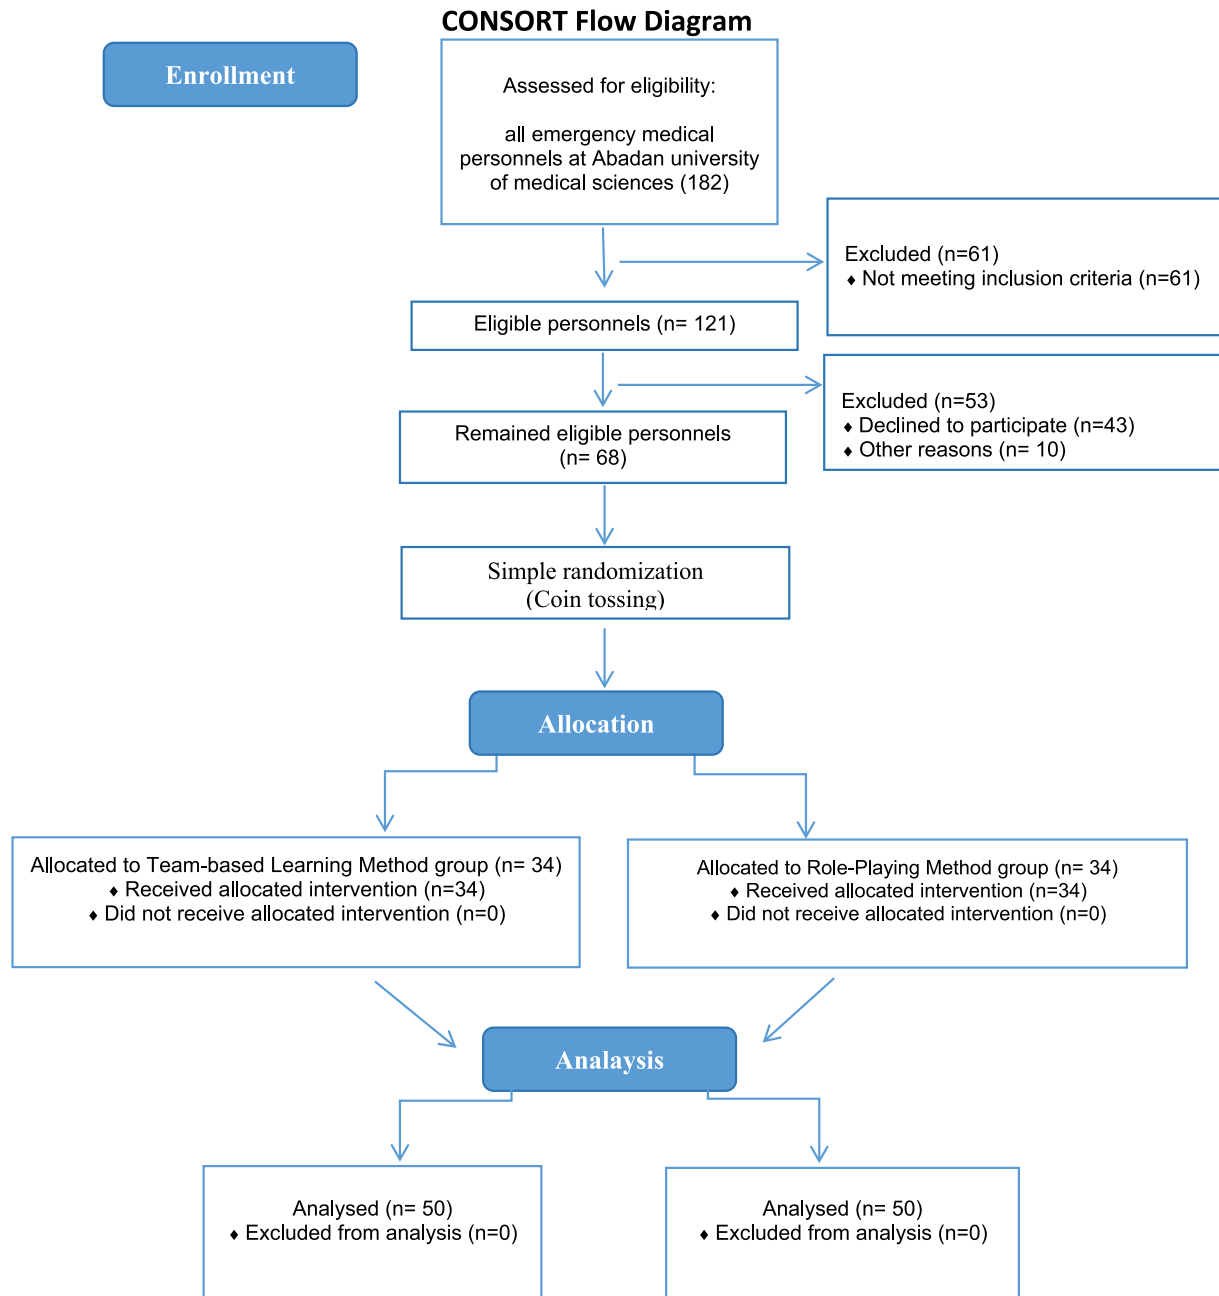 CONSORT Flow Diagram
Enrollment
Assessed for eligibility:
all emergency medical
personnels at Abadan university
of medical sciences (182)
Excluded (n=61)
♦ Not meeting inclusion criteria (n=61)
Eligible personnels (n= 121)
Excluded (n=53)
♦ Declined to participate (n=43)
♦ Other reasons (n= 10)
Remained eligible personnels
(n= 68)
Simple randomization
(Coin tossing)
Allocation
Allocated to Team-based Learning Method group (n= 34)
♦ Received allocated intervention (n=34)
♦ Did not receive allocated intervention (n=0)
Allocated to Role-Playing Method group (n= 34)
♦ Received allocated intervention (n=34)
♦ Did not receive allocated intervention (n=0)
Analaysis
Analysed (n= 50)
♦ Excluded from analysis (n=0)
Analysed (n= 50)
♦ Excluded from analysis (n=0)